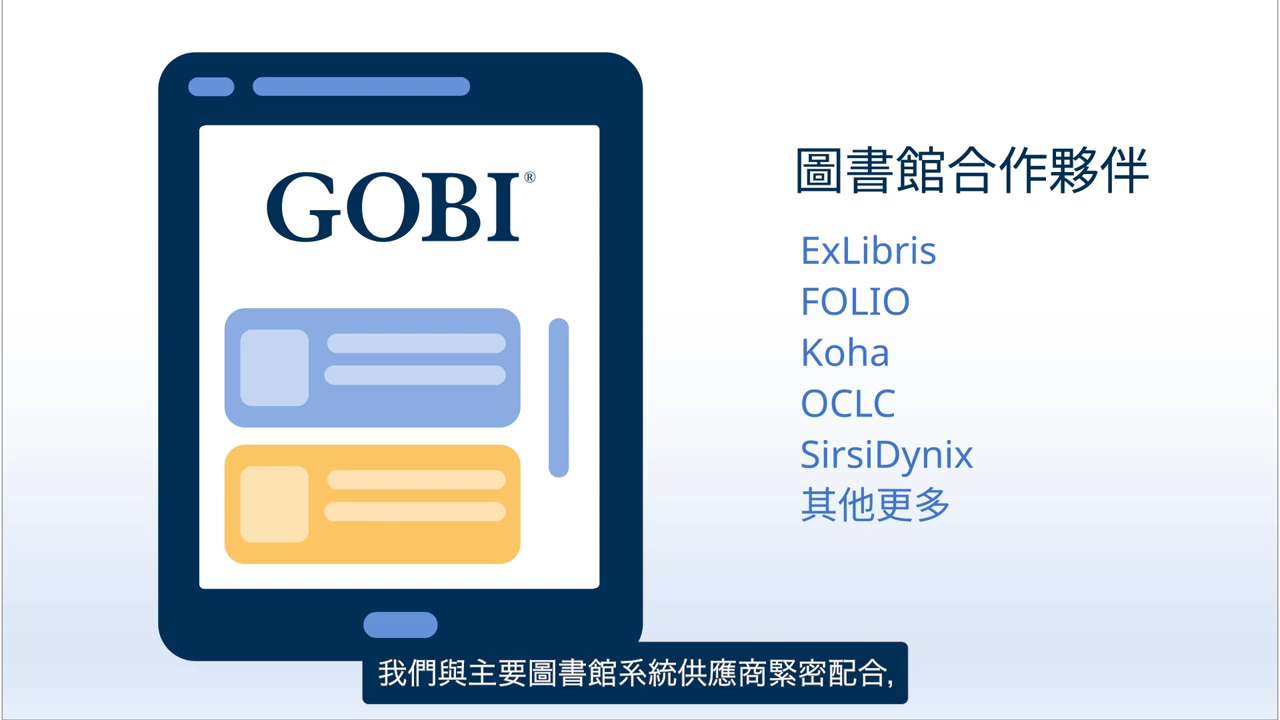 GOBI®
圖書館合作夥伴
ExLibris
FOLIO
Koha
OCLC
SirsiDynix
其他更多
我們與主要圖書館系統供應商緊密配合,